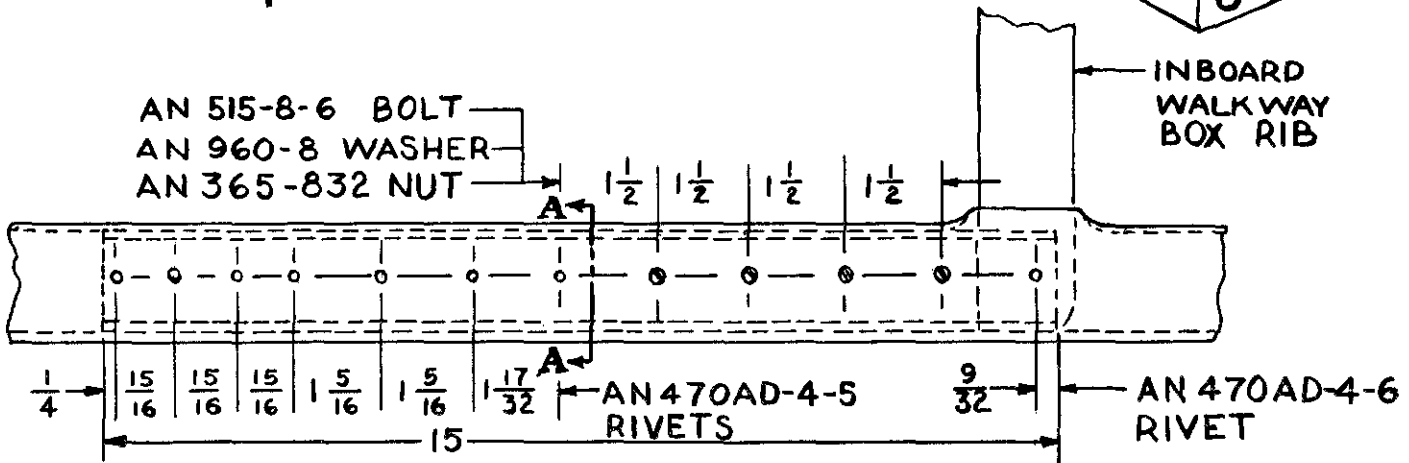 INBOARD
WALKWAY
BOX RIB
AN 515-8-6 BOLT
AN 960-8 WASHER
AN 365-832 NUT
1 1/2 1 1/2 1 1/2 1 1/2
A
A
1/4 15/16 15/16 15/16 1 5/16 1 5/16 1 17/32
AN 470AD-4-5
RIVETS
9/32
AN 470AD-4-6
RIVET
15